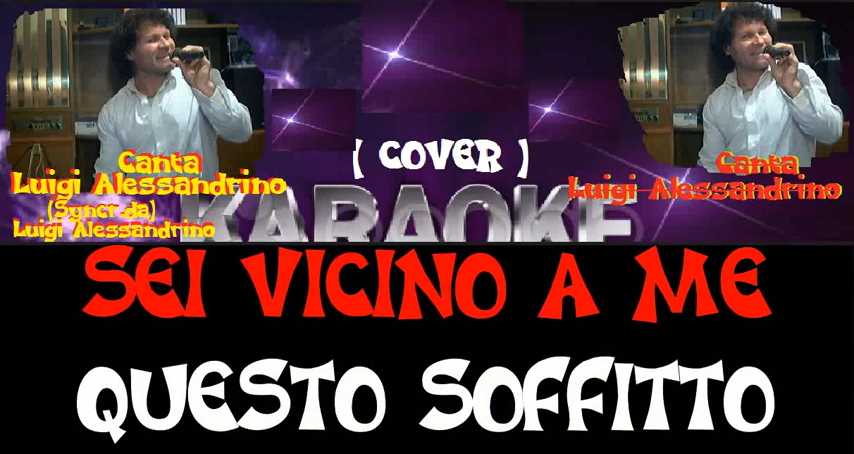 [ COVER ]
Canta
Luigi Alessandrino
(Syncr da)
Luigi Alessandrino
Canta
Luigi Alessandrino
KARAOKE
SEI VICINO A ME
QUESTO SOFFITTO